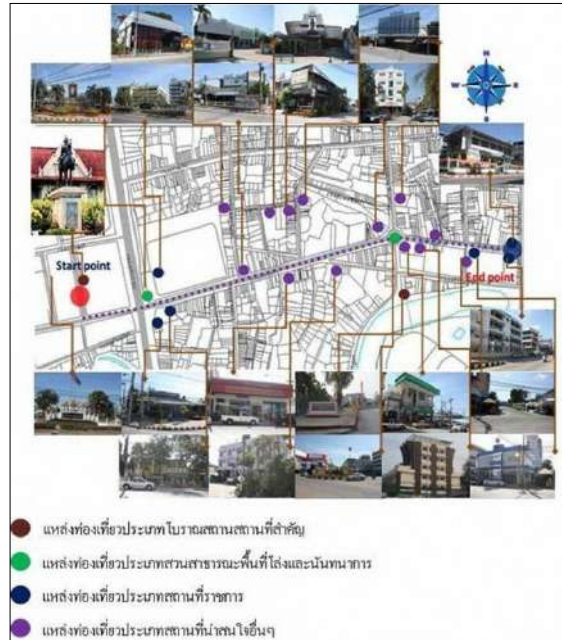 N
W
E
S
Start point
End point
แหล่งท่องเที่ยวประเภทโบราณสถานสถานที่สำคัญ
แหล่งท่องเที่ยวประเภทสวนสาธารณะพื้นที่โล่งและนันทนาการ
แหล่งท่องเที่ยวประเภทสถานที่ราชการ
แหล่งท่องเที่ยวประเภทสถานที่น่าสนใจอื่นๆ